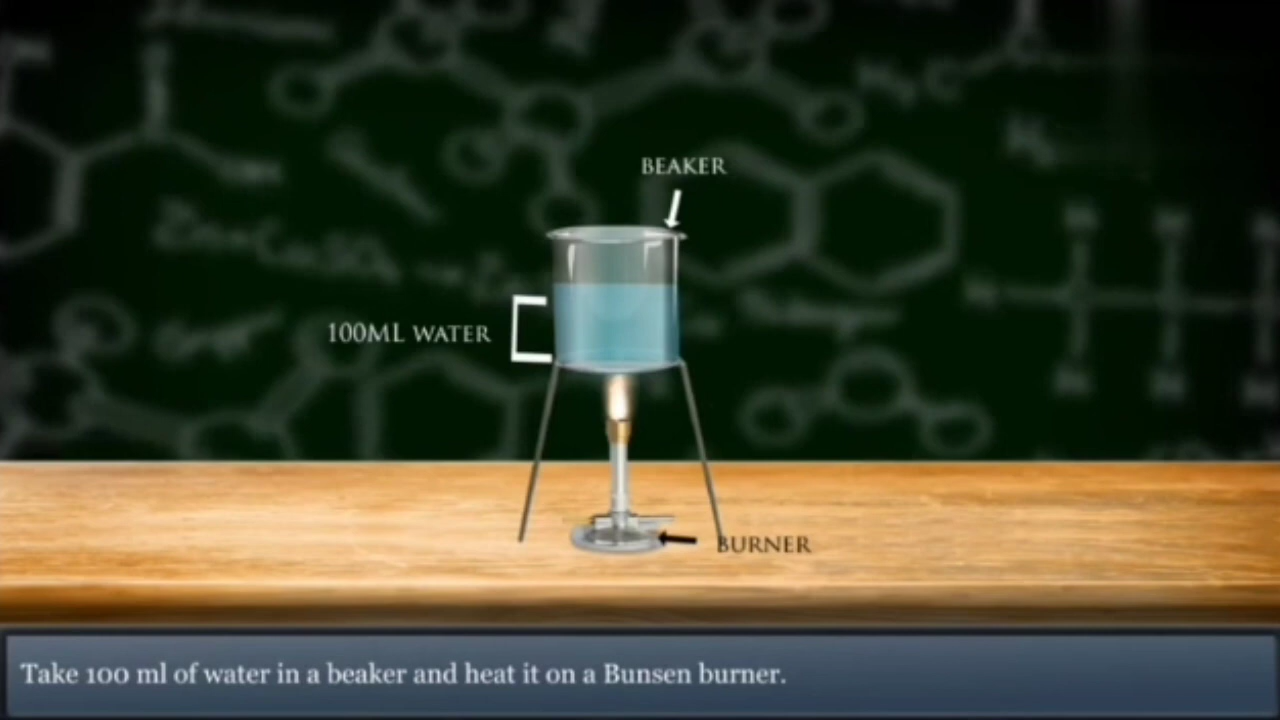 BEAKER
100ML WATER
BURNER
Take 100 ml of water in a beaker and heat it on a Bunsen burner.